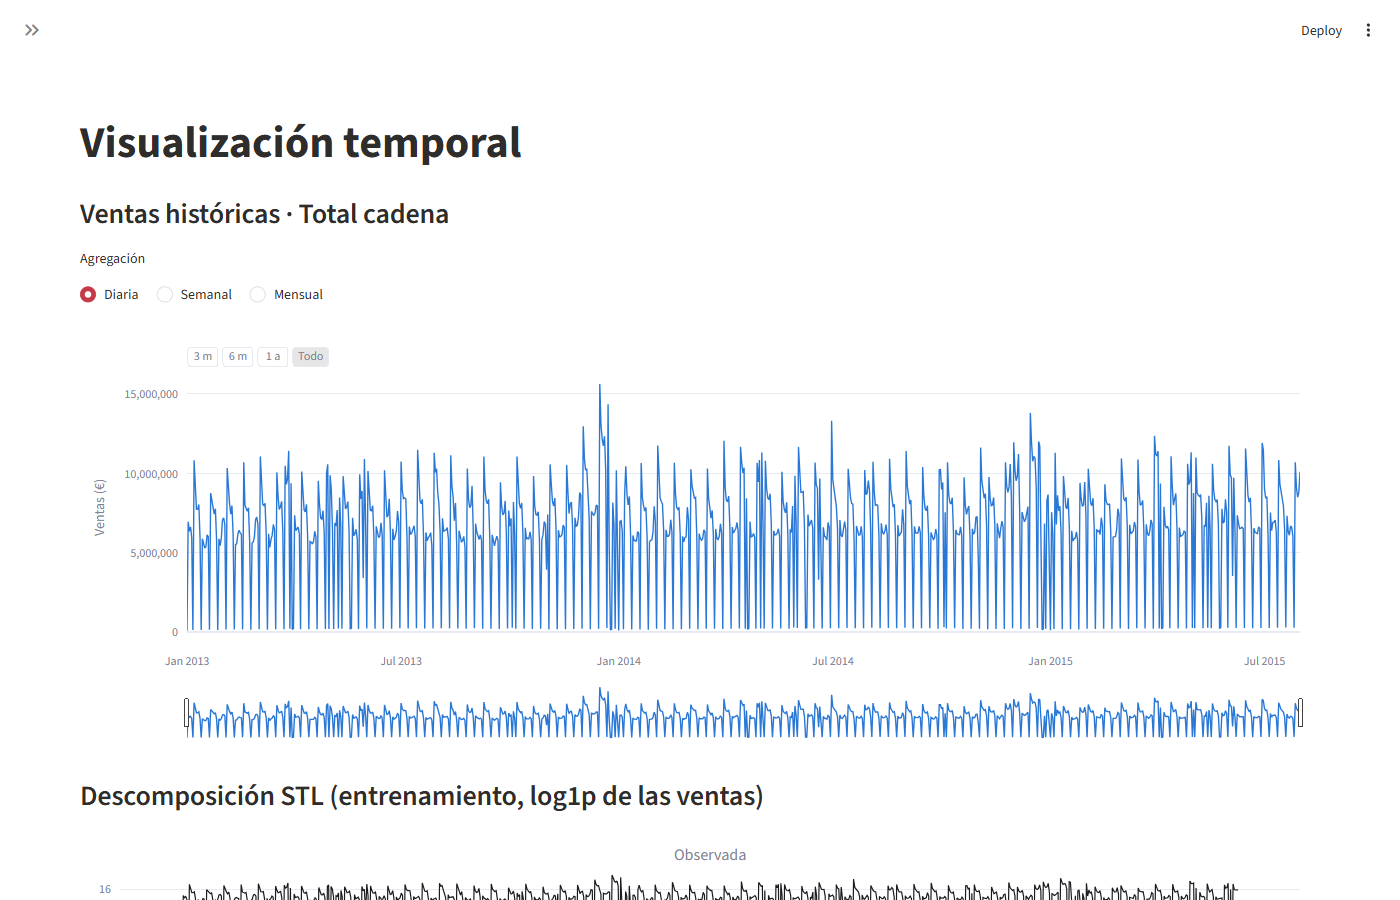 Deploy
Visualización temporal
Ventas históricas · Total cadena
Agregación
Diaria Semanal Mensual
3 m 6 m 1 a Todo
15,000,000
10,000,000
5,000,000
0
Ventas (€)
Jan 2013 Jul 2013 Jan 2014 Jul 2014 Jan 2015 Jul 2015
Descomposición STL (entrenamiento, log1p de las ventas)
Observada
16